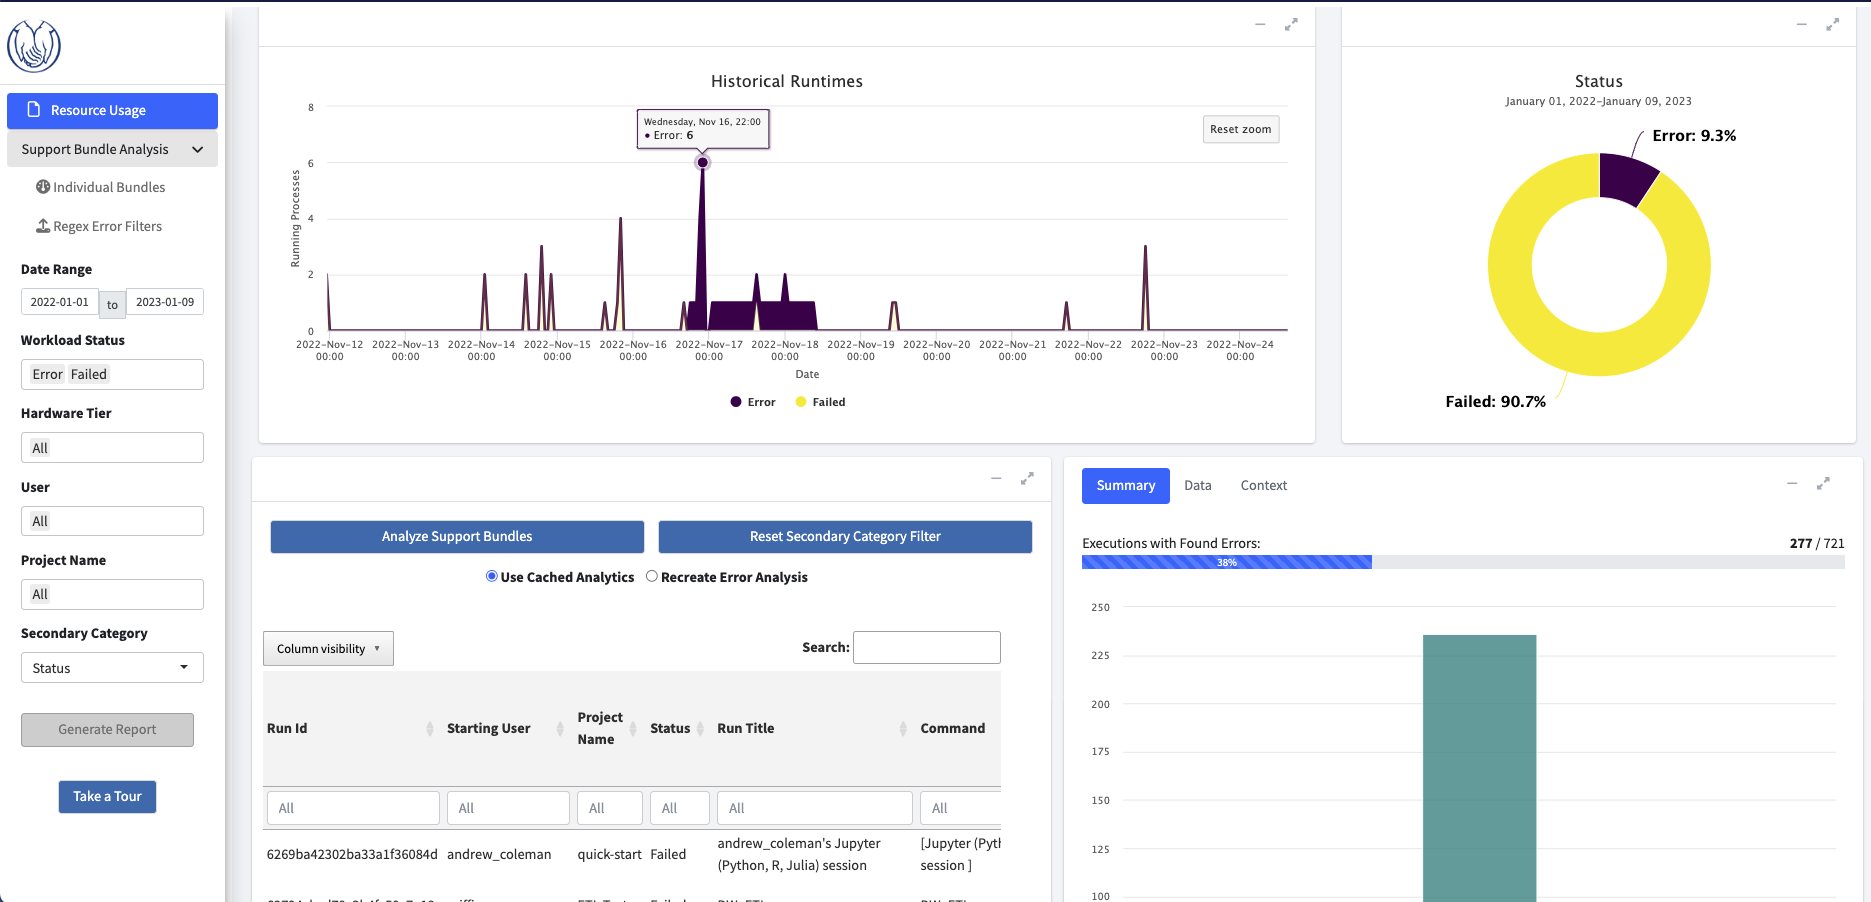 Resource Usage
Support Bundle Analysis
Individual Bundles
Regex Error Filters
Date Range
2022-01-01 to 2023-01-09
Workload Status
Error Failed
Hardware Tier
All
User
All
Project Name
All
Secondary Category
Status
Generate Report
Take a Tour
Historical Runtimes
Wednesday, Nov 16, 22:00
Error: 6
Reset zoom
Running Processes
8
6
4
2
0
2022-Nov-12 00:00
2022-Nov-13 00:00
2022-Nov-14 00:00
2022-Nov-15 00:00
2022-Nov-16 00:00
2022-Nov-17 00:00
2022-Nov-18 00:00
2022-Nov-19 00:00
2022-Nov-20 00:00
2022-Nov-21 00:00
2022-Nov-22 00:00
2022-Nov-23 00:00
2022-Nov-24 00:00
Date
Error Failed
Status
January 01, 2022-January 09, 2023
Error: 9.3%
Failed: 90.7%
Analyze Support Bundles
Reset Secondary Category Filter
Use Cached Analytics Recreate Error Analysis
Column visibility
Search:
Run Id Starting User Project Name Status Run Title Command
All All All All All All
6269ba42302ba33a1f36084d andrew_coleman quick-start Failed andrew_coleman's Jupyter (Python, R, Julia) session [Jupyter (Pyth session ]
Summary Data Context
Executions with Found Errors: 277 / 721
38%
250
225
200
175
150
125
100